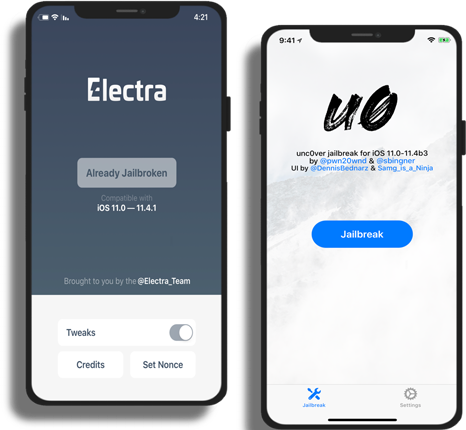 4:21
Electra
Already Jailbroken
Compatible with
iOS 11.0 — 11.4.1
Brought to you by the @Electra_Team
Tweaks
Credits
Set Nonce
9:41
u0
unc0ver jailbreak for iOS 11.0-11.4b3
by @pwn20wnd & @sbingner
UI by @DennisBednarz & Samg_is_a_Ninja
Jailbreak
Jailbreak
Settings